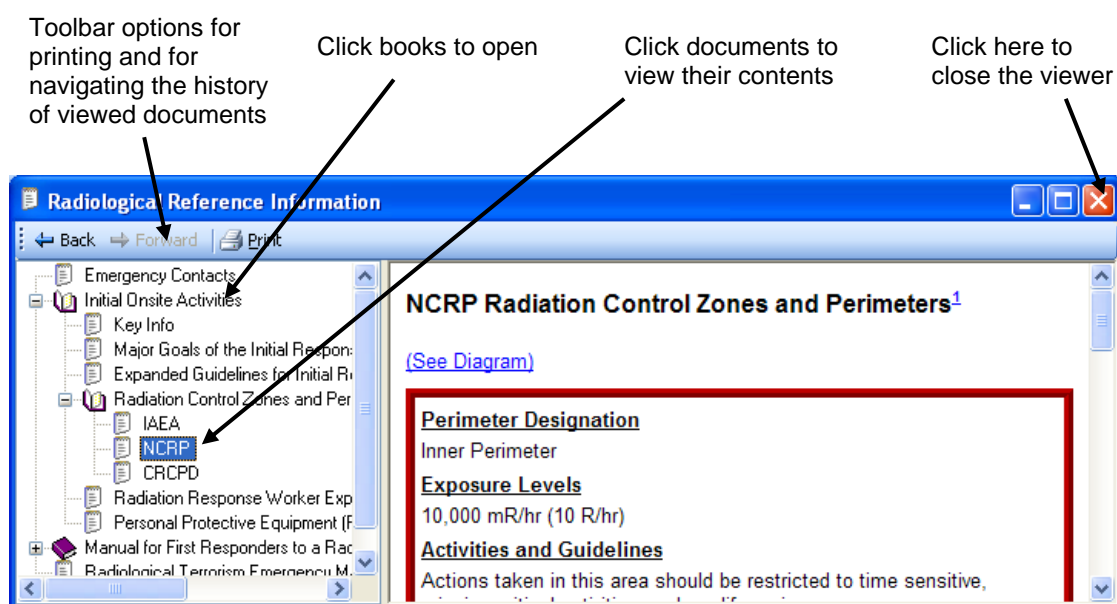 Toolbar options for
printing and for
navigating the history
of viewed documents
Click books to open
Click documents to
view their contents
Click here to
close the viewer
Radiological Reference Information
Back Forward Print
Emergency Contacts
Initial Onsite Activities
Key Info
Major Goals of the Initial Respon
Expanded Guidelines for Initial R
Radiation Control Zones and Per
IAEA
NCRP
CRCPD
Radiation Response Worker Exp
Personal Protective Equipment (
Manual for First Responders to a Rad
Radiological Terrorism Emergency M
NCRP Radiation Control Zones and Perimeters1
(See Diagram)
Perimeter Designation
Inner Perimeter
Exposure Levels
10,000 mR/hr (10 R/hr)
Activities and Guidelines
Actions taken in this area should be restricted to time sensitive,